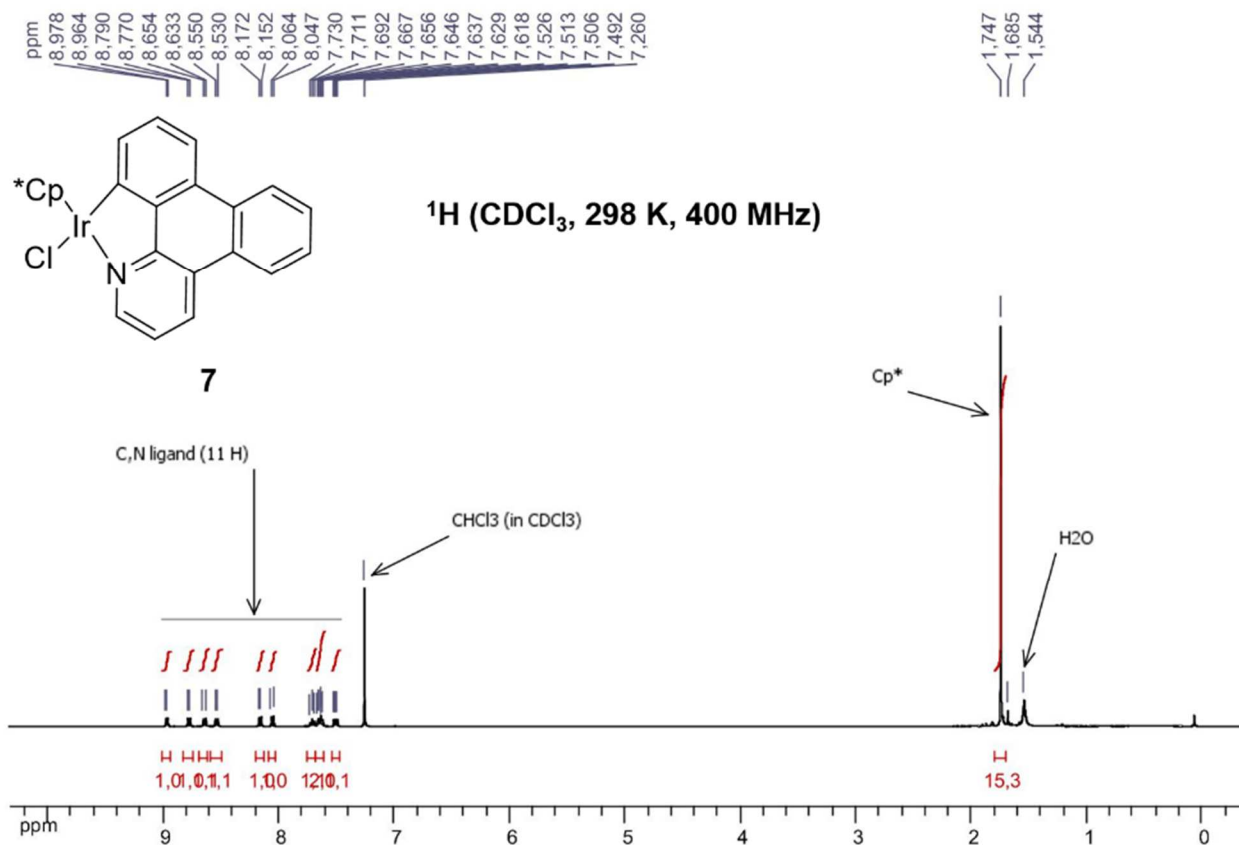 ppm
8,978
8,964
8,790
8,770
8,654
8,633
8,550
8,530
8,172
8,152
8,064
8,047
7,730
7,711
7,692
7,667
7,656
7,646
7,637
7,629
7,618
7,526
7,513
7,506
7,492
7,260
1,747
1,685
1,544
*Cp
Ir
Cl
N
7
¹H (CDCl₃, 298 K, 400 MHz)
Cp*
C,N ligand (11 H)
CHCl3 (in CDCl3)
H2O
1,0
15,3
ppm 9 8 7 6 5 4 3 2 1 0